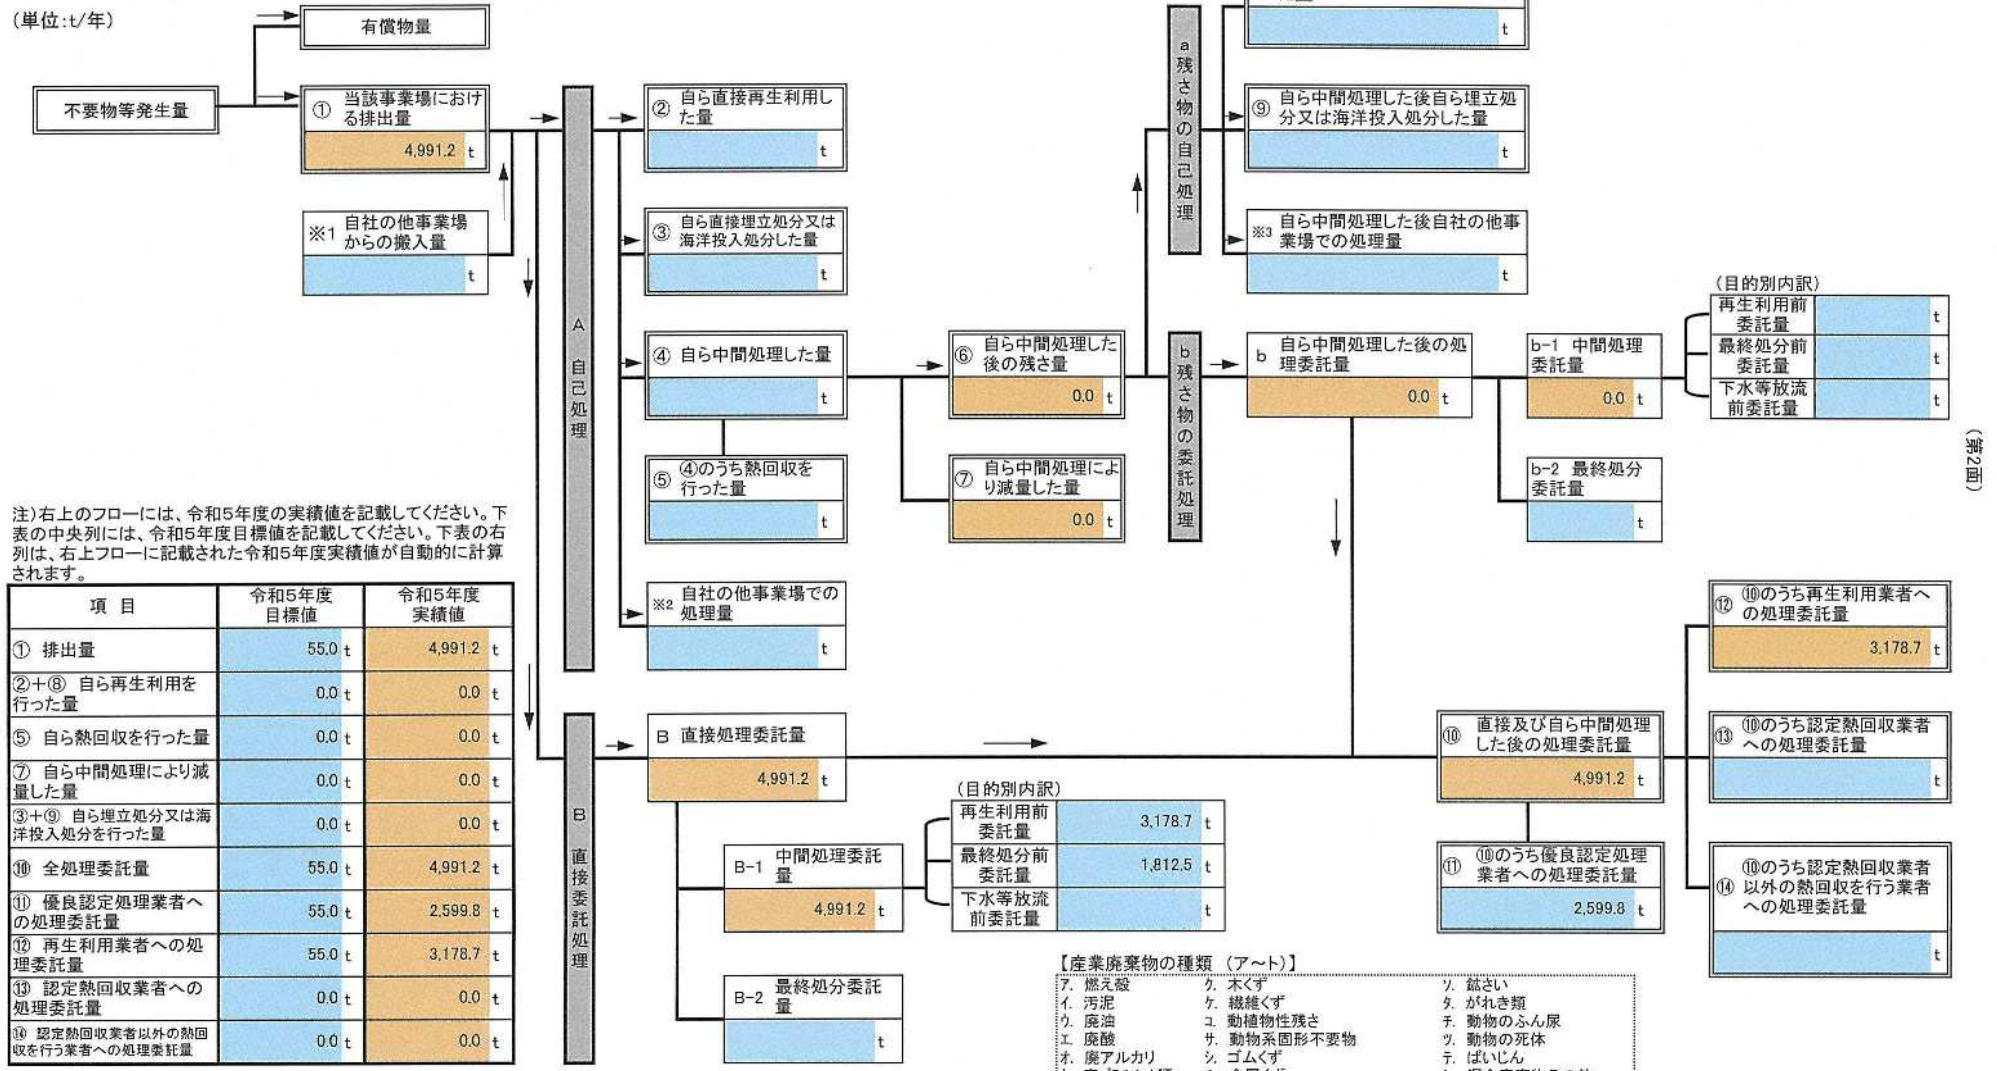 (単位:t/年)
有償物量
不要物等発生量
① 当該事業場におけ
る排出量
4,991.2 t
※1 自社の他事業場
からの搬入量
t
A 自己処理
② 自ら直接再生利用し
た量
t
③ 自ら直接埋立処分又は
海洋投入処分した量
t
④ 自ら中間処理した量
t
⑤ ④のうち熱回収を
行った量
t
※2 自社の他事業場での
処理量
t
⑥ 自ら中間処理した
後の残さ量
0.0 t
⑦ 自ら中間処理によ
り減量した量
0.0 t
a 残さ物の自己処理
t
⑨ 自ら中間処理した後自ら埋立処
分又は海洋投入処分した量
t
※3 自ら中間処理した後自社の他事
業場での処理量
t
b 残さ物の委託処理
b 自ら中間処理した後の処
理委託量
0.0 t
b-1 中間処理
委託量
0.0 t
(目的別内訳)
再生利用前
委託量
t
最終処分前
委託量
t
下水等放流
前委託量
t
b-2 最終処分
委託量
t
(第2面)
注)右上のフローには、令和5年度の実績値を記載してください。下
表の中央列には、令和5年度目標値を記載してください。下表の右
列は、右上フローに記載された令和5年度実績値が自動的に計算
されます。
項 目 令和5年度 令和5年度
目標値 実績値
① 排出量 55.0 t 4,991.2 t
②+⑧ 自ら再生利用を
行った量 0.0 t 0.0 t
⑤ 自ら熱回収を行った量 0.0 t 0.0 t
⑦ 自ら中間処理により減
量した量 0.0 t 0.0 t
③+⑨ 自ら埋立処分又は海
洋投入処分を行った量 0.0 t 0.0 t
⑩ 全処理委託量 55.0 t 4,991.2 t
⑪ 優良認定処理業者へ
の処理委託量 55.0 t 2,599.8 t
⑫ 再生利用業者への処
理委託量 55.0 t 3,178.7 t
⑬ 認定熱回収業者への
処理委託量 0.0 t 0.0 t
⑭ 認定熱回収業者以外の熱回
収を行う業者への処理委託量 0.0 t 0.0 t
B 直接委託処理
B 直接処理委託量
4,991.2 t
B-1 中間処理委託
量
4,991.2 t
B-2 最終処分委託
量
t
(目的別内訳)
再生利用前
委託量
3,178.7 t
最終処分前
委託量
1,812.5 t
下水等放流
前委託量
t
⑩ 直接及び自ら中間処理
した後の処理委託量
4,991.2 t
⑪ ⑩のうち優良認定処理
業者への処理委託量
2,599.8 t
⑫ ⑩のうち再生利用業者へ
の処理委託量
3,178.7 t
⑬ ⑩のうち認定熱回収業者
への処理委託量
t
⑭ ⑩のうち認定熱回収業者
以外の熱回収を行う業者
への処理委託量
t
【産業廃棄物の種類 (ア~ト)】
ア. 燃え殻 ク. 木くず ソ. 鉱さい
イ. 汚泥 ケ. 繊維くず タ. がれき類
ウ. 廃油 コ. 動植物性残さ チ. 動物のふん尿
エ. 廃酸 サ. 動物系固形不要物 ツ. 動物の死体
オ. 廃アルカリ シ. ゴムくず テ. ばいじん